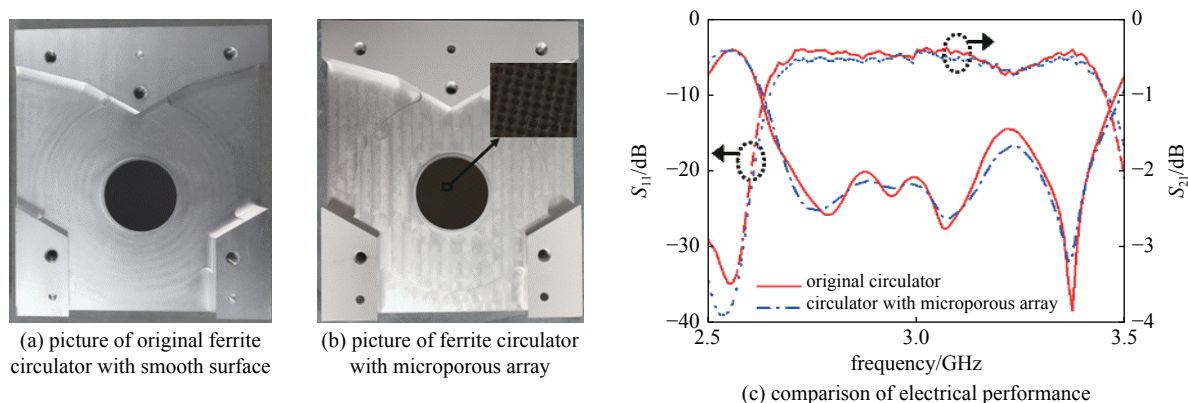 0
−10
−20
−30
−40
S11/dB
0
−1
−2
−3
−4
S21/dB
original circulator
circulator with microporous array
2.5
3.0
3.5
frequency/GHz
(a) picture of original ferrite
circulator with smooth surface
(b) picture of ferrite circulator
with microporous array
(c) comparison of electrical performance